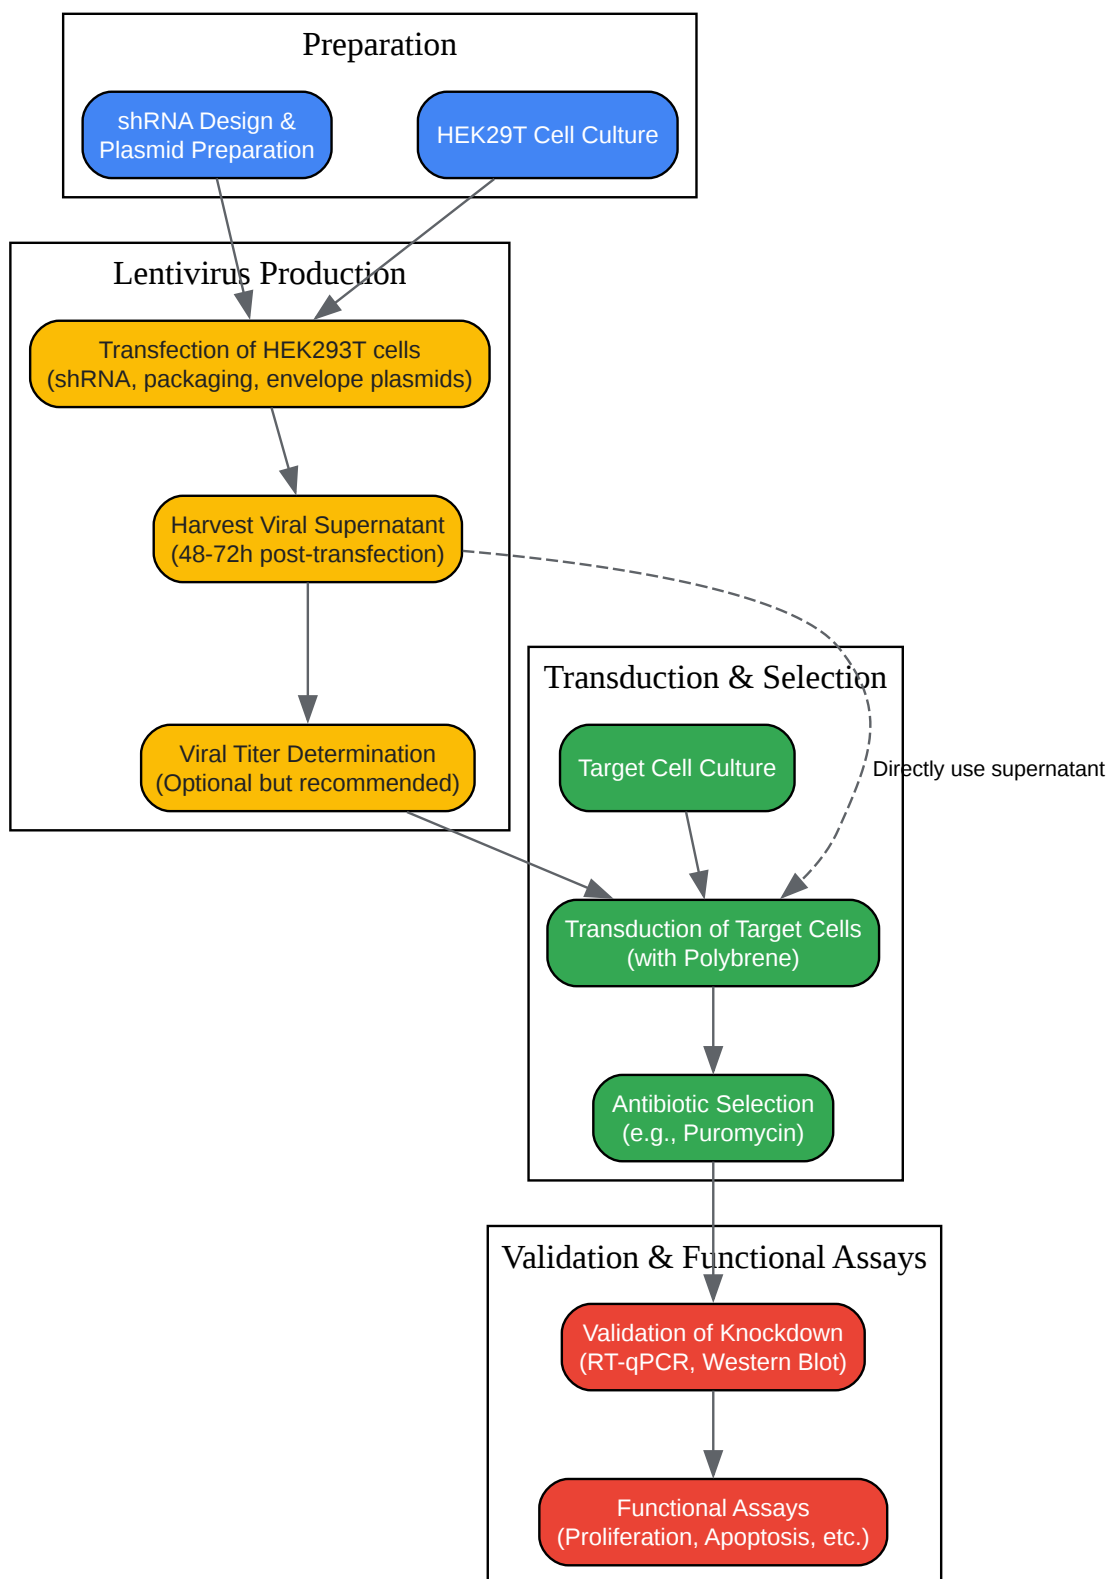 Preparation
shRNA Design &
Plasmid Preparation
HEK29T Cell Culture
Lentivirus Production
Transfection of HEK293T cells
(shRNA, packaging, envelope plasmids)
Harvest Viral Supernatant
(48-72h post-transfection)
Viral Titer Determination
(Optional but recommended)
Transduction & Selection
Target Cell Culture
Directly use supernatant
Transduction of Target Cells
(with Polybrene)
Antibiotic Selection
(e.g., Puromycin)
Validation & Functional Assays
Validation of Knockdown
(RT-qPCR, Western Blot)
Functional Assays
(Proliferation, Apoptosis, etc.)